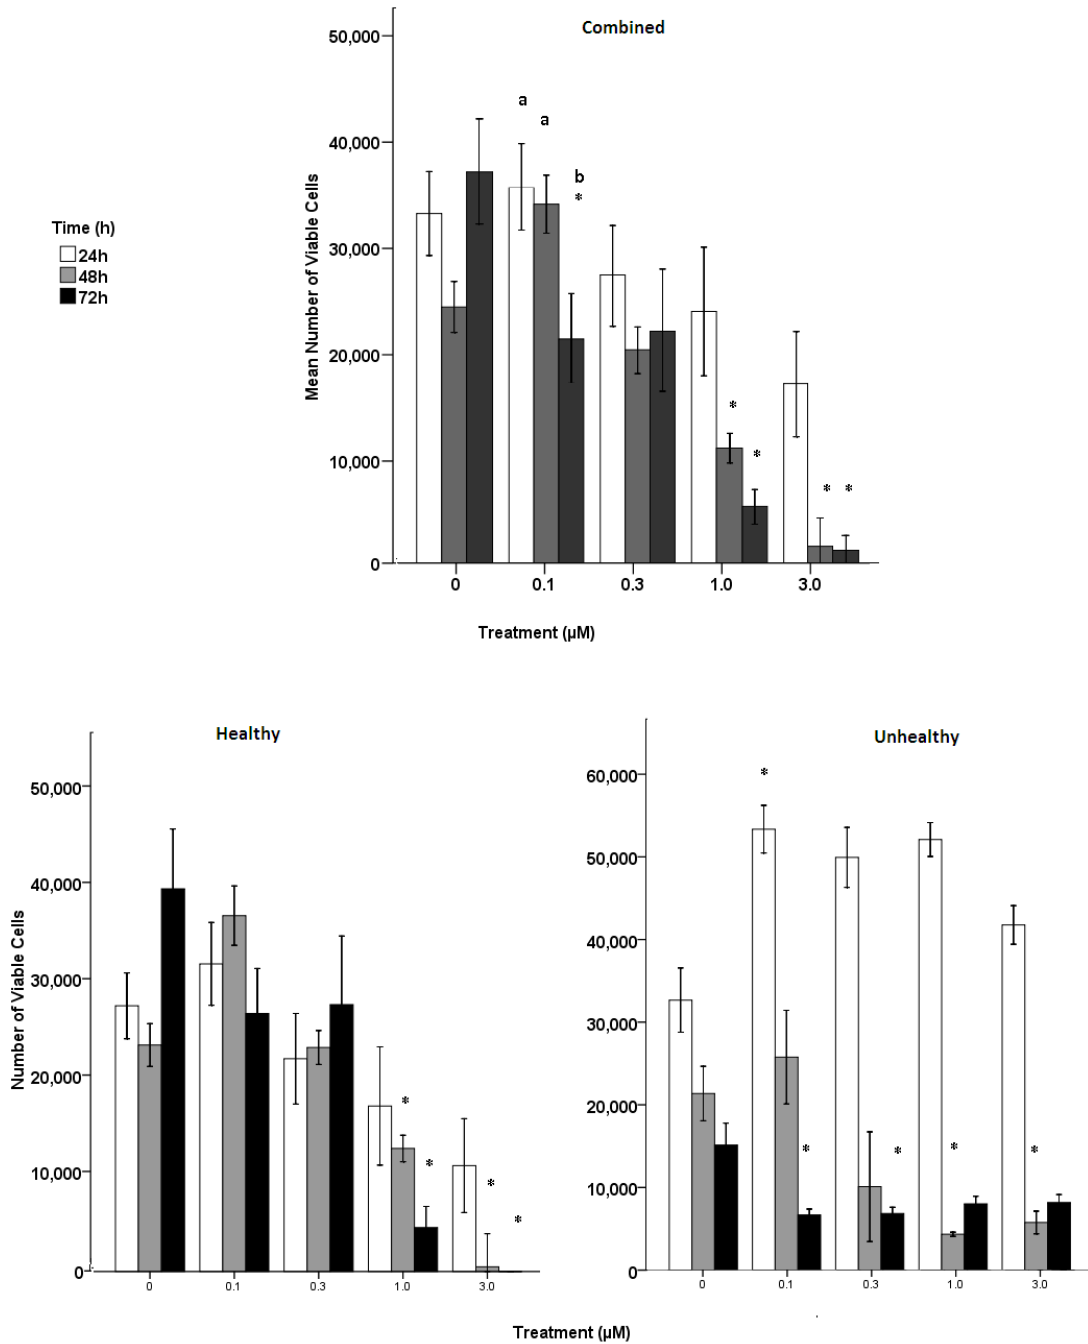 Combined
50,000
40,000
30,000
20,000
10,000
0
Mean Number of Viable Cells
Time (h)
24h
48h
72h
a
a
b
*
*
*
* *
0 0.1 0.3 1.0 3.0
Treatment (µM)
Healthy
50,000
40,000
30,000
20,000
10,000
0
Number of Viable Cells
*
*
*
*
0 0.1 0.3 1.0 3.0
Unhealthy
60,000
50,000
40,000
30,000
20,000
10,000
0
*
*
*
*
*
0 0.1 0.3 1.0 3.0
Treatment (µM)